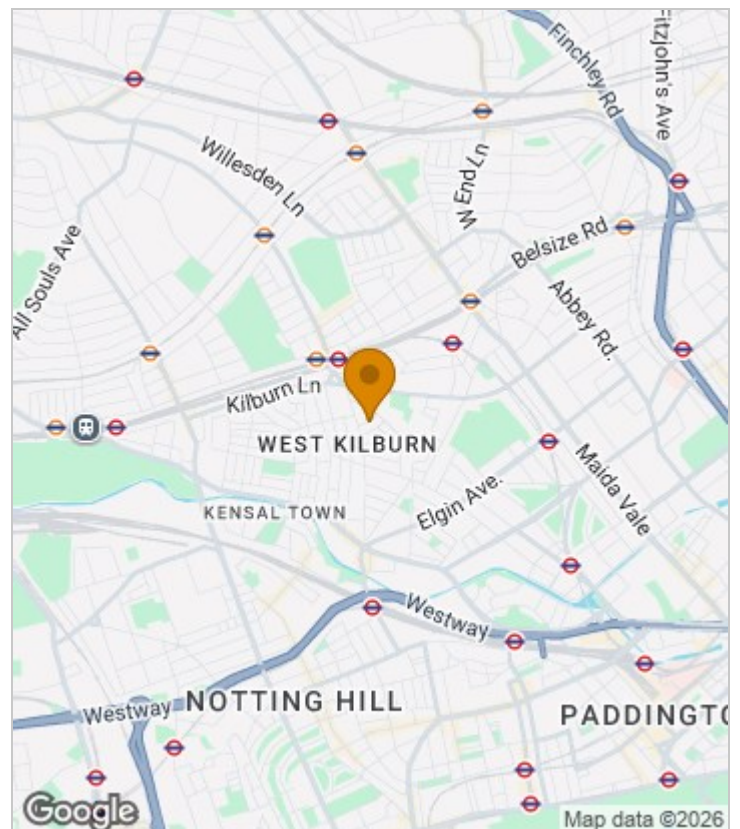 Finchley Rd
Fitzjohn's Ave
Willesden Ln
W End Ln
All Souls Ave
Belsize Rd
Abbey Rd.
Kilburn Ln
WEST KILBURN
Maida Vale
Elgin Ave.
KENSAL TOWN
Westway
NOTTING HILL
Westway
PADDINGTO
Google
Map data ©2026